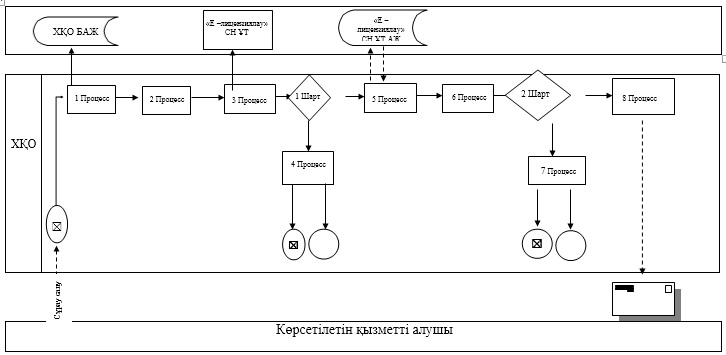 ХҚО БАЖ
«Е –лицензиялау»
СН ҰТ
«Е –
лицензиялау»
СН ҰТ АЖ
1 Процесс
2 Процесс
3 Процесс
1 Шарт
5 Процесс
6 Процесс
2 Шарт
8 Процесс
ХҚО
4 Процесс
7 Процесс
Сұрау салу
Көрсетілетін қызметті алушы